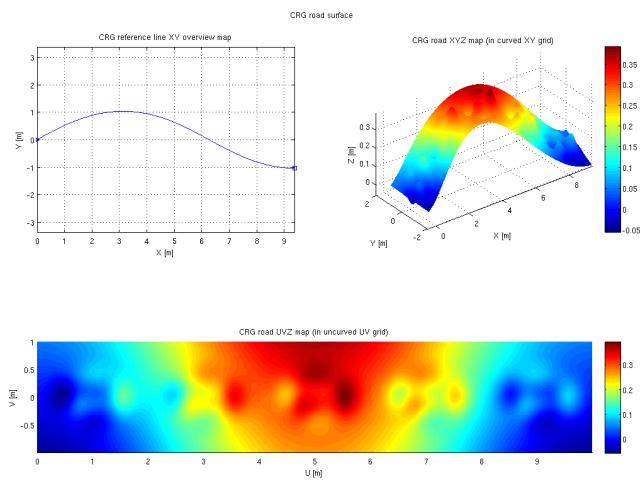 CRG road surface
CRG reference line XY overview map
3
2
1
0
-1
-2
-3
Y [m]
0 1 2 3 4 5 6 7 8 9
X [m]
CRG road XYZ map (in curved XY grid)
0.3
0.2
0.1
0
Z [m]
2
0
-2
Y [m]
0
2
4
6
8
X [m]
0.35
0.3
0.25
0.2
0.15
0.1
0.05
0
-0.05
CRG road UVZ map (in uncurved UV grid)
1
0.5
0
-0.5
V [m]
0 1 2 3 4 5 6 7 8 9
U [m]
0.3
0.2
0.1
0